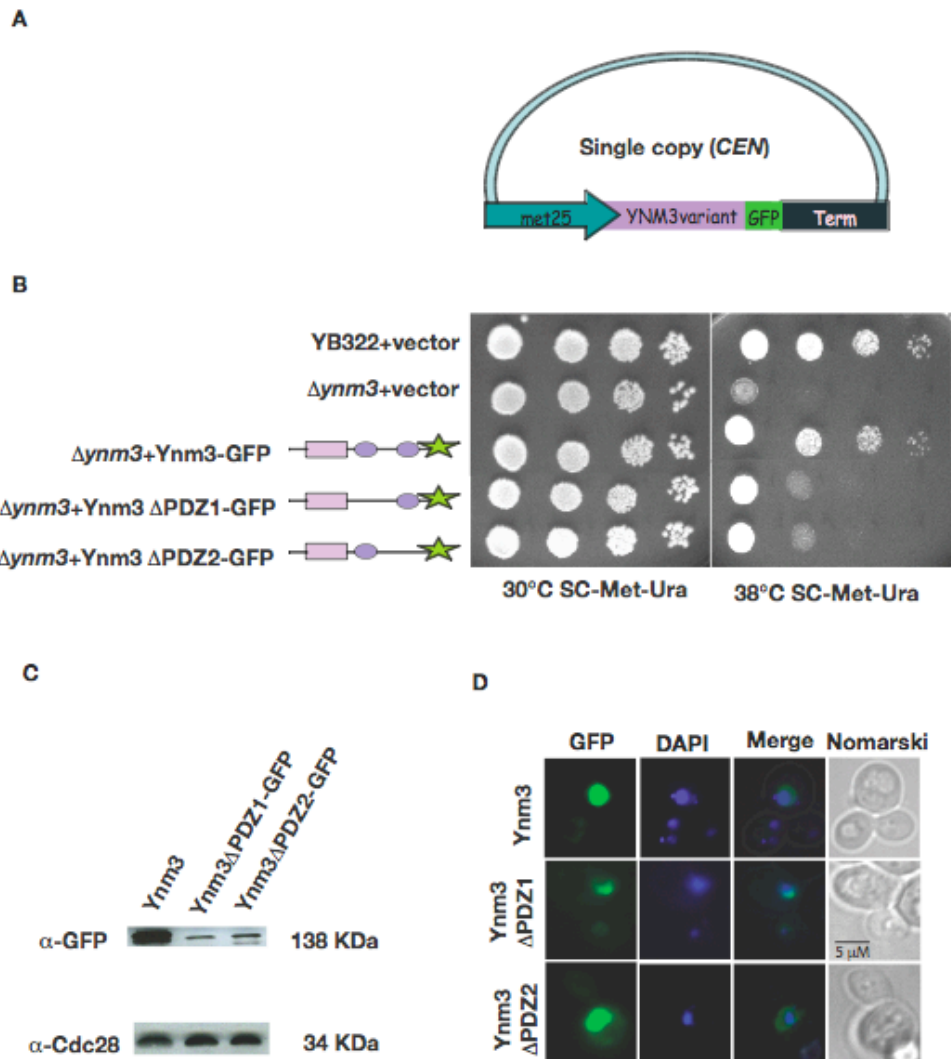 A
Single copy (CEN)
met25 YNM3variant GFP Term
B
YB322+vector
Δynm3+vector
Δynm3+Ynm3-GFP
Δynm3+Ynm3 ΔPDZ1-GFP
Δynm3+Ynm3 ΔPDZ2-GFP
30°C SC-Met-Ura 38°C SC-Met-Ura
C
Ynm3
Ynm3ΔPDZ1-GFP
Ynm3ΔPDZ2-GFP
α-GFP 138 KDa
α-Cdc28 34 KDa
D
GFP DAPI Merge Nomarski
Ynm3
Ynm3
ΔPDZ1
5 μM
Ynm3
ΔPDZ2